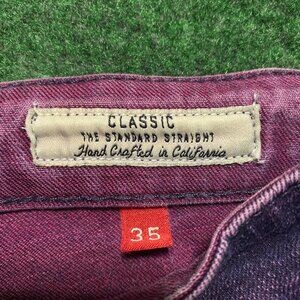 CLASSIC
THE STANDARD STRAIGHT
Hand Crafted in California
35